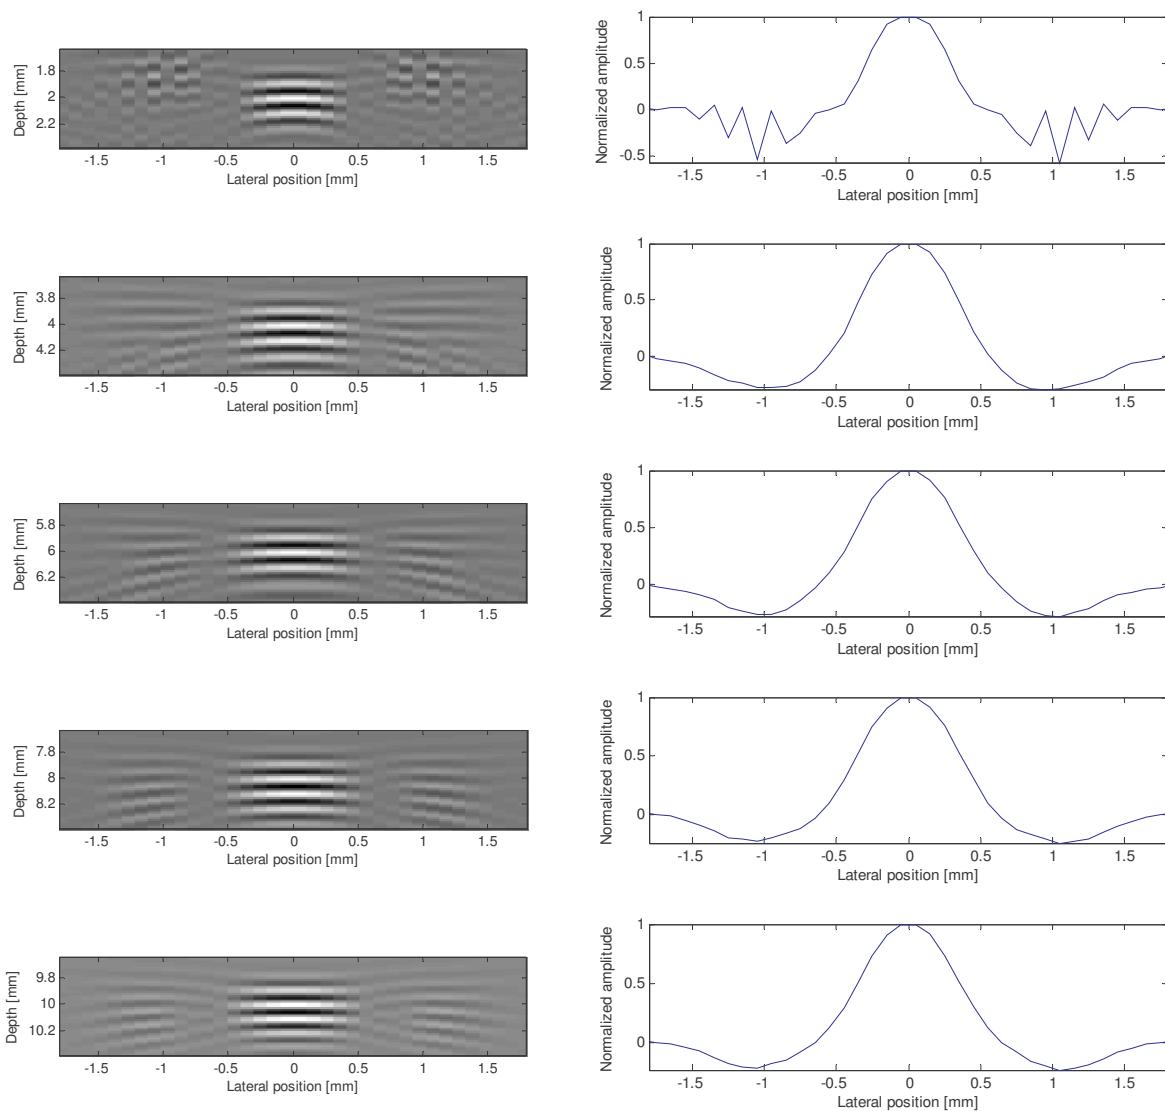 Depth [mm]
1.8
2
2.2
-1.5 -1 -0.5 0 0.5 1 1.5
Lateral position [mm]
Normalized amplitude
1
0.5
0
-0.5
-1.5 -1 -0.5 0 0.5 1 1.5
Lateral position [mm]
Depth [mm]
3.8
4
4.2
-1.5 -1 -0.5 0 0.5 1 1.5
Lateral position [mm]
Normalized amplitude
1
0.5
0
-1.5 -1 -0.5 0 0.5 1 1.5
Lateral position [mm]
Depth [mm]
5.8
6
6.2
-1.5 -1 -0.5 0 0.5 1 1.5
Lateral position [mm]
Normalized amplitude
1
0.5
0
-1.5 -1 -0.5 0 0.5 1 1.5
Lateral position [mm]
Depth [mm]
7.8
8
8.2
-1.5 -1 -0.5 0 0.5 1 1.5
Lateral position [mm]
Normalized amplitude
1
0.5
0
-1.5 -1 -0.5 0 0.5 1 1.5
Lateral position [mm]
Depth [mm]
9.8
10
10.2
-1.5 -1 -0.5 0 0.5 1 1.5
Lateral position [mm]
Normalized amplitude
1
0.5
0
-1.5 -1 -0.5 0 0.5 1 1.5
Lateral position [mm]